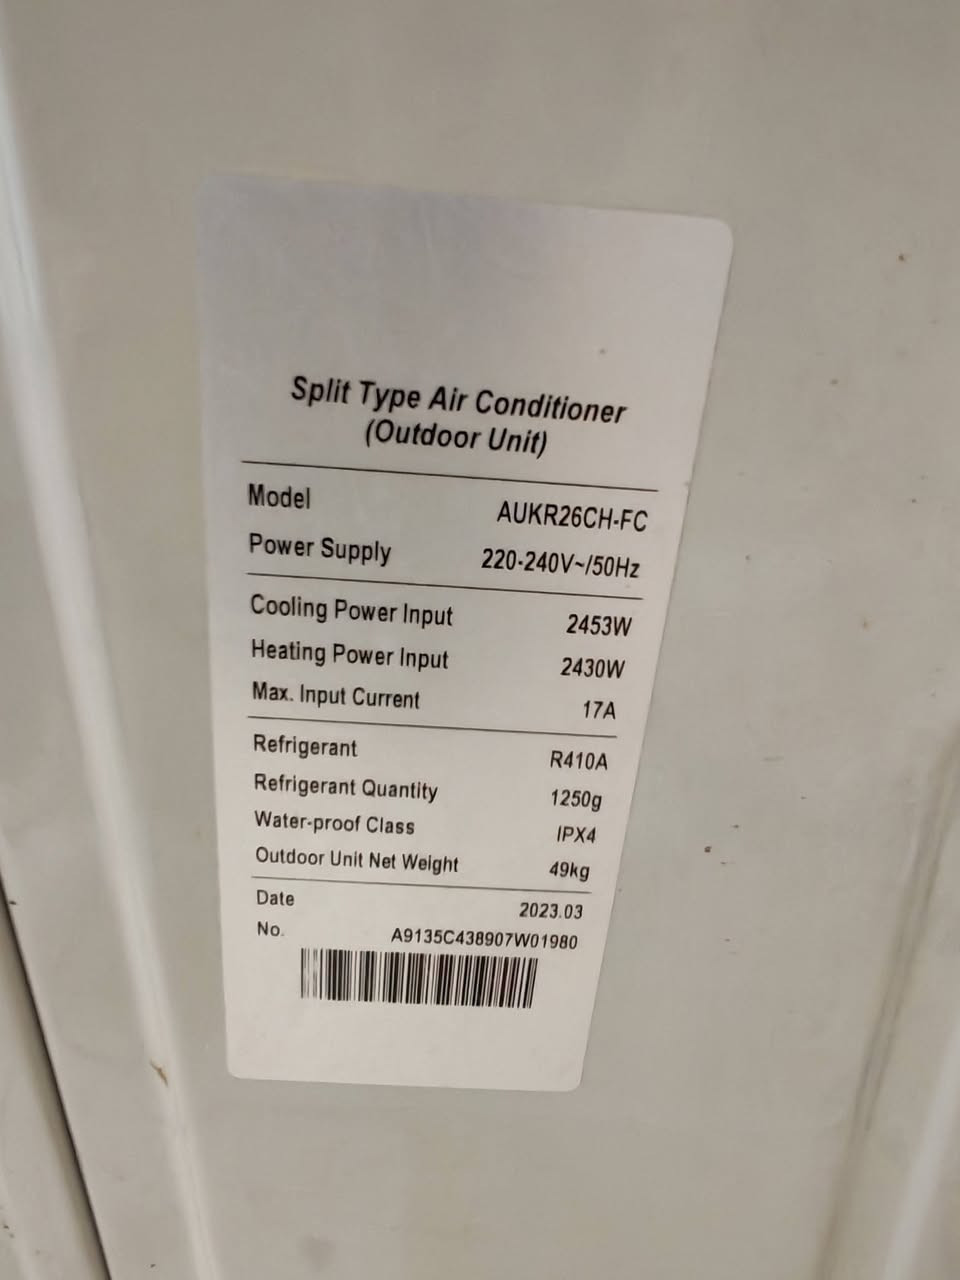 Split Type Air Conditioner
(Outdoor Unit)
Model AUKR26CH-FC
Power Supply 220-240V~/50Hz
Cooling Power Input 2453W
Heating Power Input 2430W
Max. Input Current 17A
Refrigerant R410A
Refrigerant Quantity 1250g
Water-proof Class IPX4
Outdoor Unit Net Weight 49kg
Date 2023.03
No. A9135C438907W01980